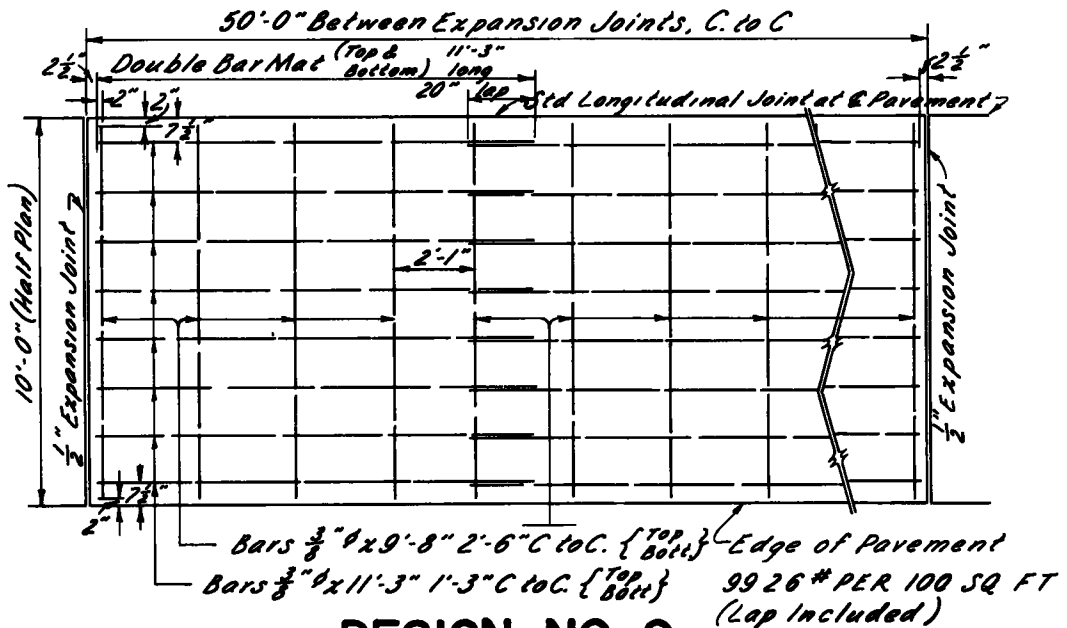 50'-0" Between Expansion Joints, C. to C
2½" Double Bar Mat (Top & Bottom) 11'-3" long 2½"
20" lap
2" 2" Std Longitudinal Joint at ℄ Pavement
7½"
10'-0" (Half Plan)
½" Expansion Joint
2'-1"
½" Expansion Joint
7½"
2"
Bars ⅜"φ x 9'-8" 2'-6" C to C. {Top Bott} Edge of Pavement
Bars ⅜"φ x 11'-3" 1'-3" C to C. {Top Bott} 99 26 # PER 100 SQ FT
(Lap Included)